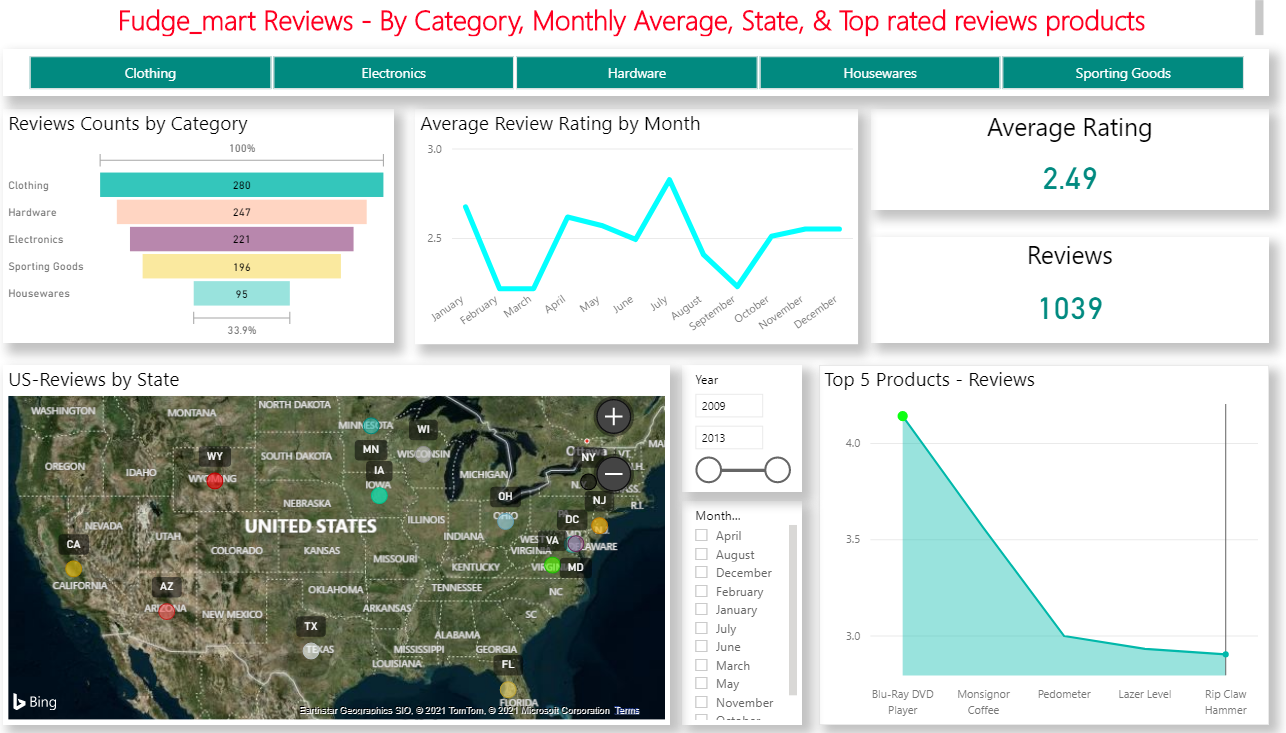 Fudge_mart Reviews - By Category, Monthly Average, State, & Top rated reviews products
Clothing
Electronics
Hardware
Housewares
Sporting Goods
Reviews Counts by Category
100%
Clothing 280
Hardware 247
Electronics 221
Sporting Goods 196
Housewares 95
33.9%
Average Review Rating by Month
3.0
2.5
January
February
March
April
May
June
July
August
September
October
November
December
Average Rating
2.49
Reviews
1039
US-Reviews by State
WASHINGTON
MONTANA
NORTH DAKOTA
MINNESOTA
WI
WISCONSIN
OREGON
IDAHO
WY
WYOMING
SOUTH DAKOTA
MN
IA
IOWA
MICHIGAN
NY
NEBRASKA
OH
OHIO
NJ
R.I.
NEVADA
UTAH
UNITED STATES
ILLINOIS
INDIANA
DC
CA
CALIFORNIA
COLORADO
KANSAS
MISSOURI
WEST
VIRGINIA
VA
MD
KENTUCKY
AZ
ARIZONA
NEW MEXICO
OKLAHOMA
TENNESSEE
NC
ARKANSAS
SC
TX
TEXAS
MISSISSIPPI
ALABAMA
GEORGIA
LOUISIANA
FL
FLORIDA
Bing
Earthstar Geographics SIO, © 2021 TomTom, © 2021 Microsoft Corporation Terms
Year
2009
2013
Month...
April
August
December
February
January
July
June
March
May
November
October
Top 5 Products - Reviews
4.0
3.5
3.0
Blu-Ray DVD
Player
Monsignor
Coffee
Pedometer
Lazer Level
Rip Claw
Hammer